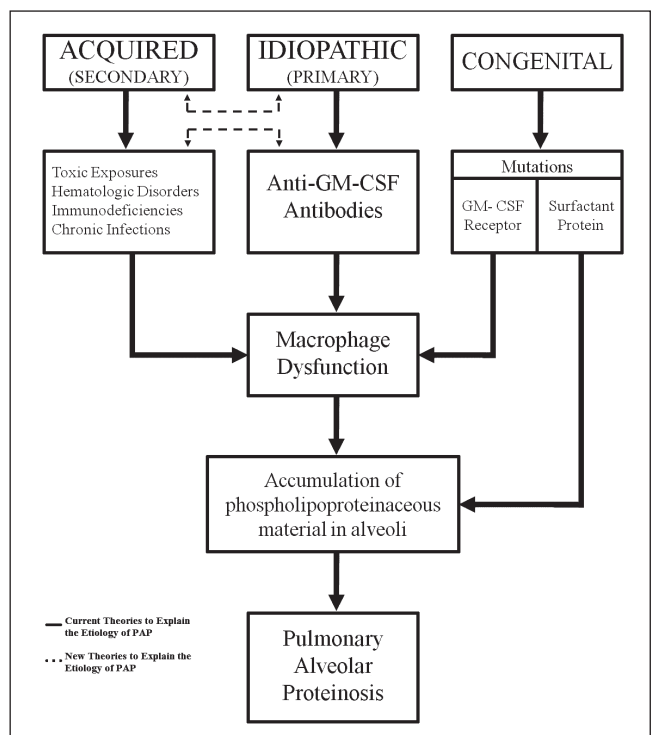 ACQUIRED
(SECONDARY)
IDIOPATHIC
(PRIMARY)
CONGENITAL
Toxic Exposures
Hematologic Disorders
Immunodeficiencies
Chronic Infections
Anti-GM-CSF
Antibodies
Mutations
GM- CSF
Receptor
Surfactant
Protein
Macrophage
Dysfunction
Accumulation of
phospholipoproteinaceous
material in alveoli
Current Theories to Explain
the Etiology of PAP
New Theories to Explain the
Etiology of PAP
Pulmonary
Alveolar
Proteinosis